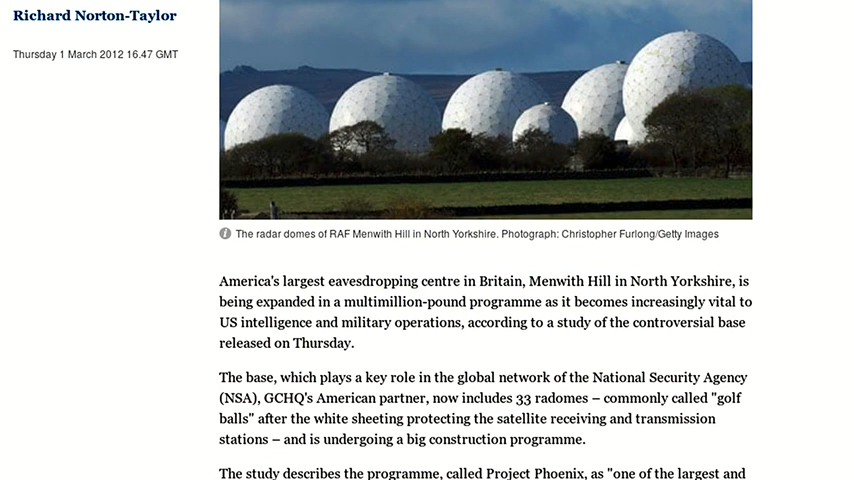 Richard Norton-Taylor
Thursday 1 March 2012 16.47 GMT
The radar domes of RAF Menwith Hill in North Yorkshire. Photograph: Christopher Furlong/Getty Images
America's largest eavesdropping centre in Britain, Menwith Hill in North Yorkshire, is
being expanded in a multimillion-pound programme as it becomes increasingly vital to
US intelligence and military operations, according to a study of the controversial base
released on Thursday.
The base, which plays a key role in the global network of the National Security Agency
(NSA), GCHQ's American partner, now includes 33 radomes – commonly called "golf
balls" after the white sheeting protecting the satellite receiving and transmission
stations – and is undergoing a big construction programme.
The study describes the programme, called Project Phoenix, as "one of the largest and